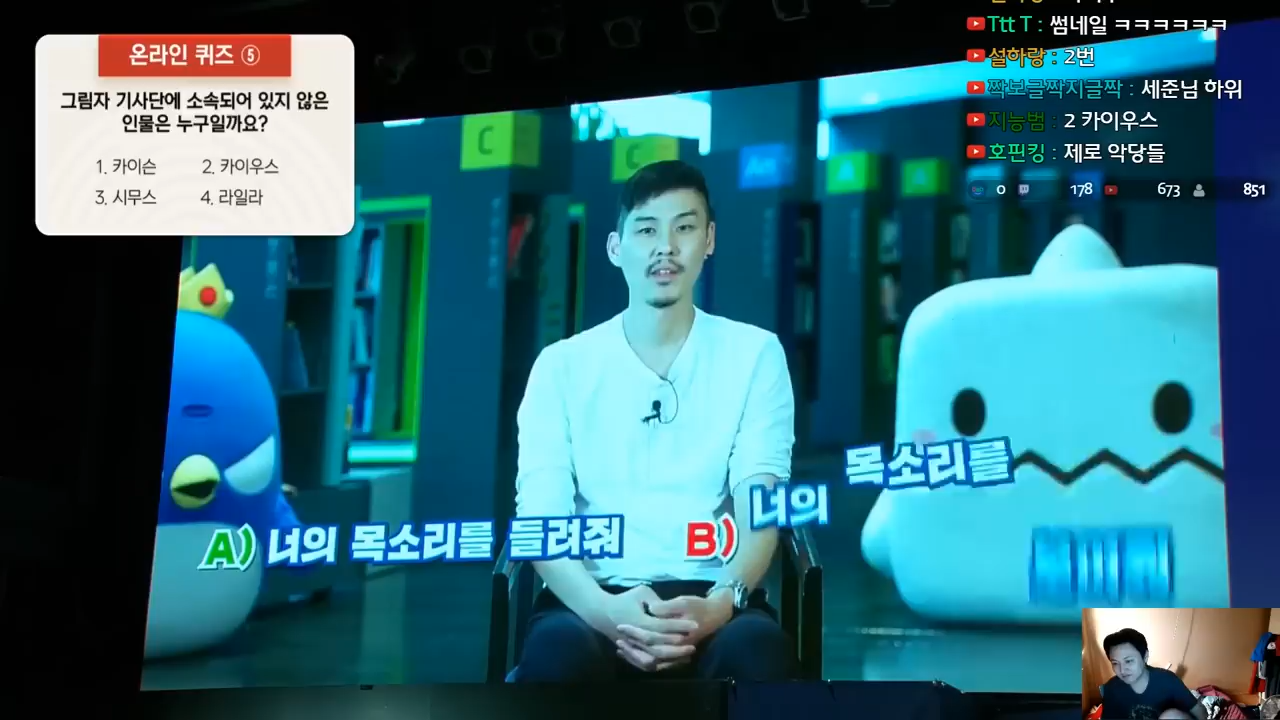 온라인 퀴즈 ⑤
그림자 기사단에 소속되어 있지 않은
인물은 누구일까요?
1. 카이슨 2. 카이우스
3. 시무스 4. 라일라
Ttt T : 썸네일 ㅋㅋㅋㅋㅋㅋ
설하랑 : 2번
짝보글짝지글짝 : 세준님 하위
지능범 : 2 카이우스
호핀킹 : 제로 악당들
0 178 673 851
C
C
A
A
A) 너의 목소리를 들려줘
B) 너의 목소리를